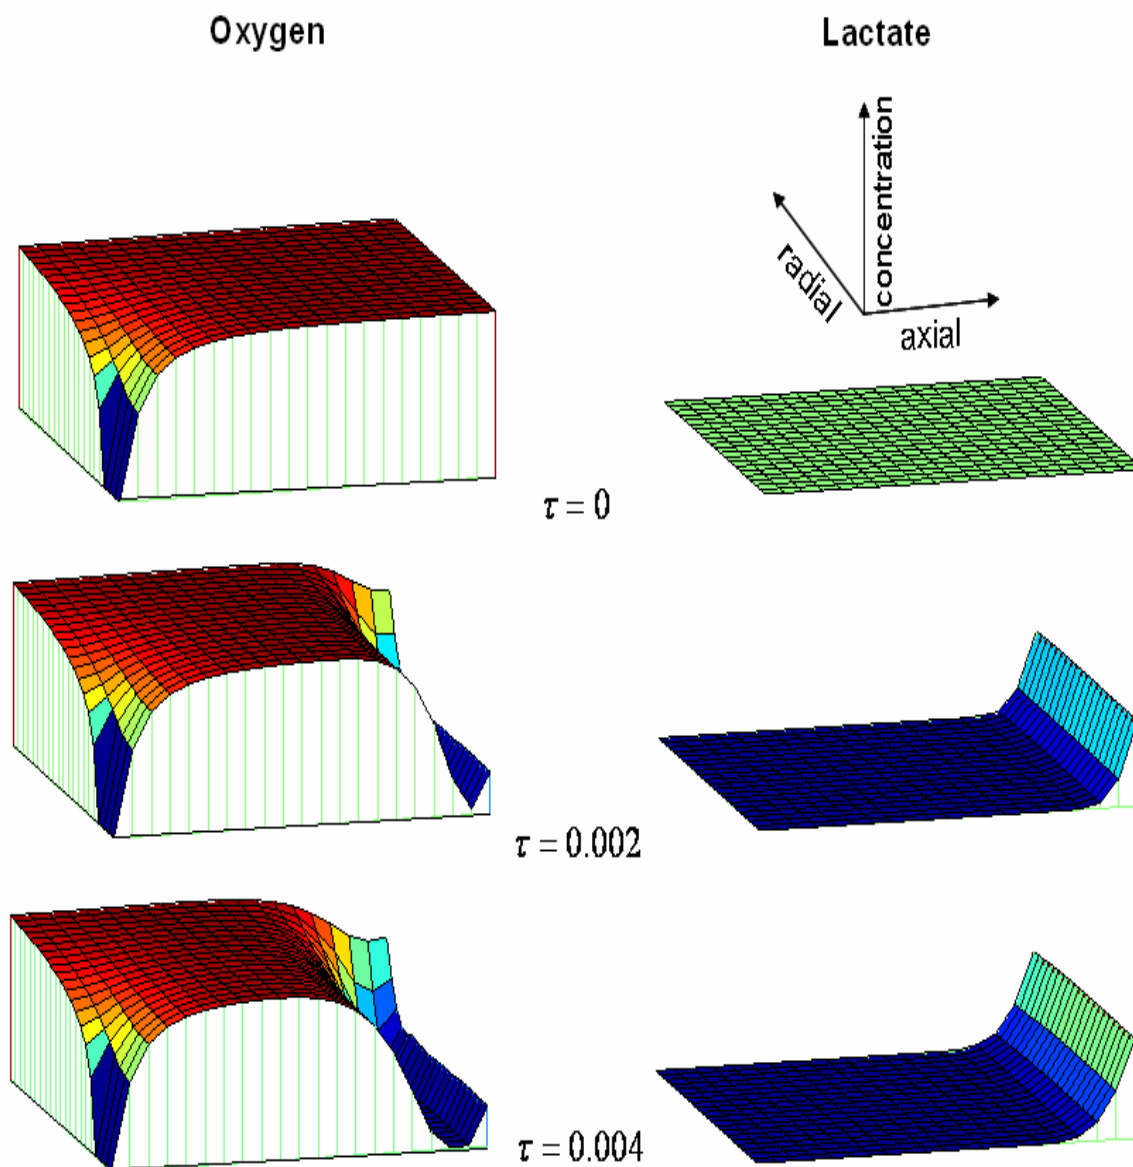 Oxygen
Lactate
concentration
radial
axial
τ = 0
τ = 0.002
τ = 0.004